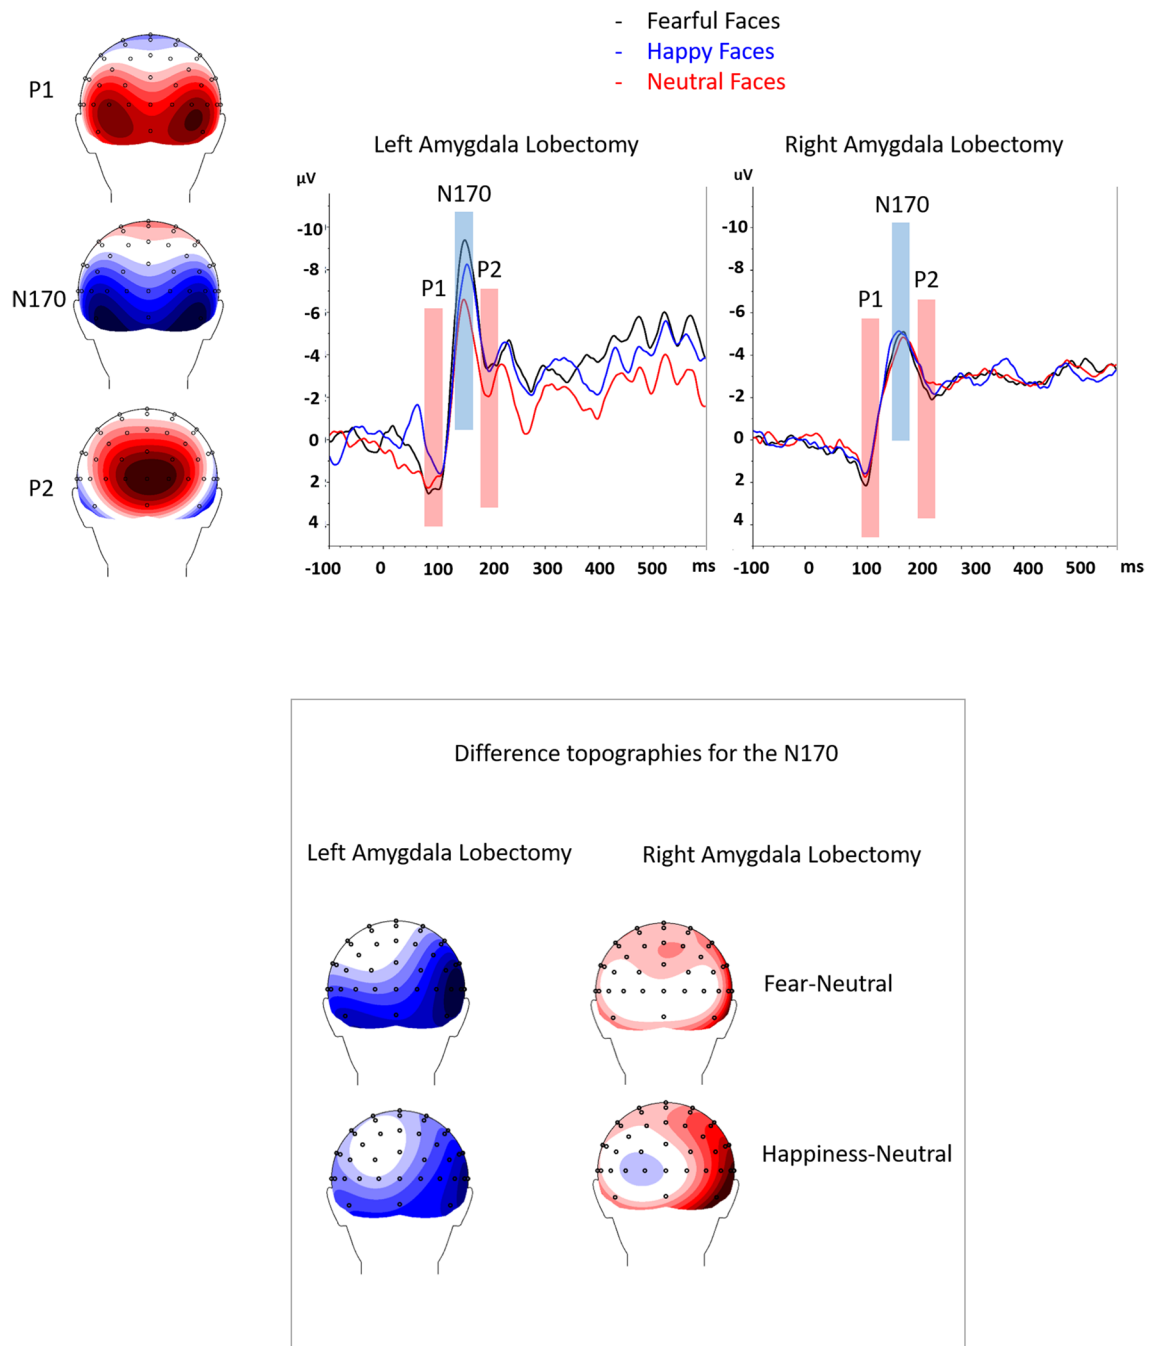 - Fearful Faces
- Happy Faces
- Neutral Faces
P1
N170
P2
Left Amygdala Lobectomy
µV
N170
P1
P2
-10
-8
-6
-4
-2
0
2
4
-100 0 100 200 300 400 500 ms
Right Amygdala Lobectomy
uV
N170
P1
P2
-10
-8
-6
-4
-2
0
2
4
-100 0 100 200 300 400 500 ms
Difference topographies for the N170
Left Amygdala Lobectomy Right Amygdala Lobectomy
Fear-Neutral
Happiness-Neutral